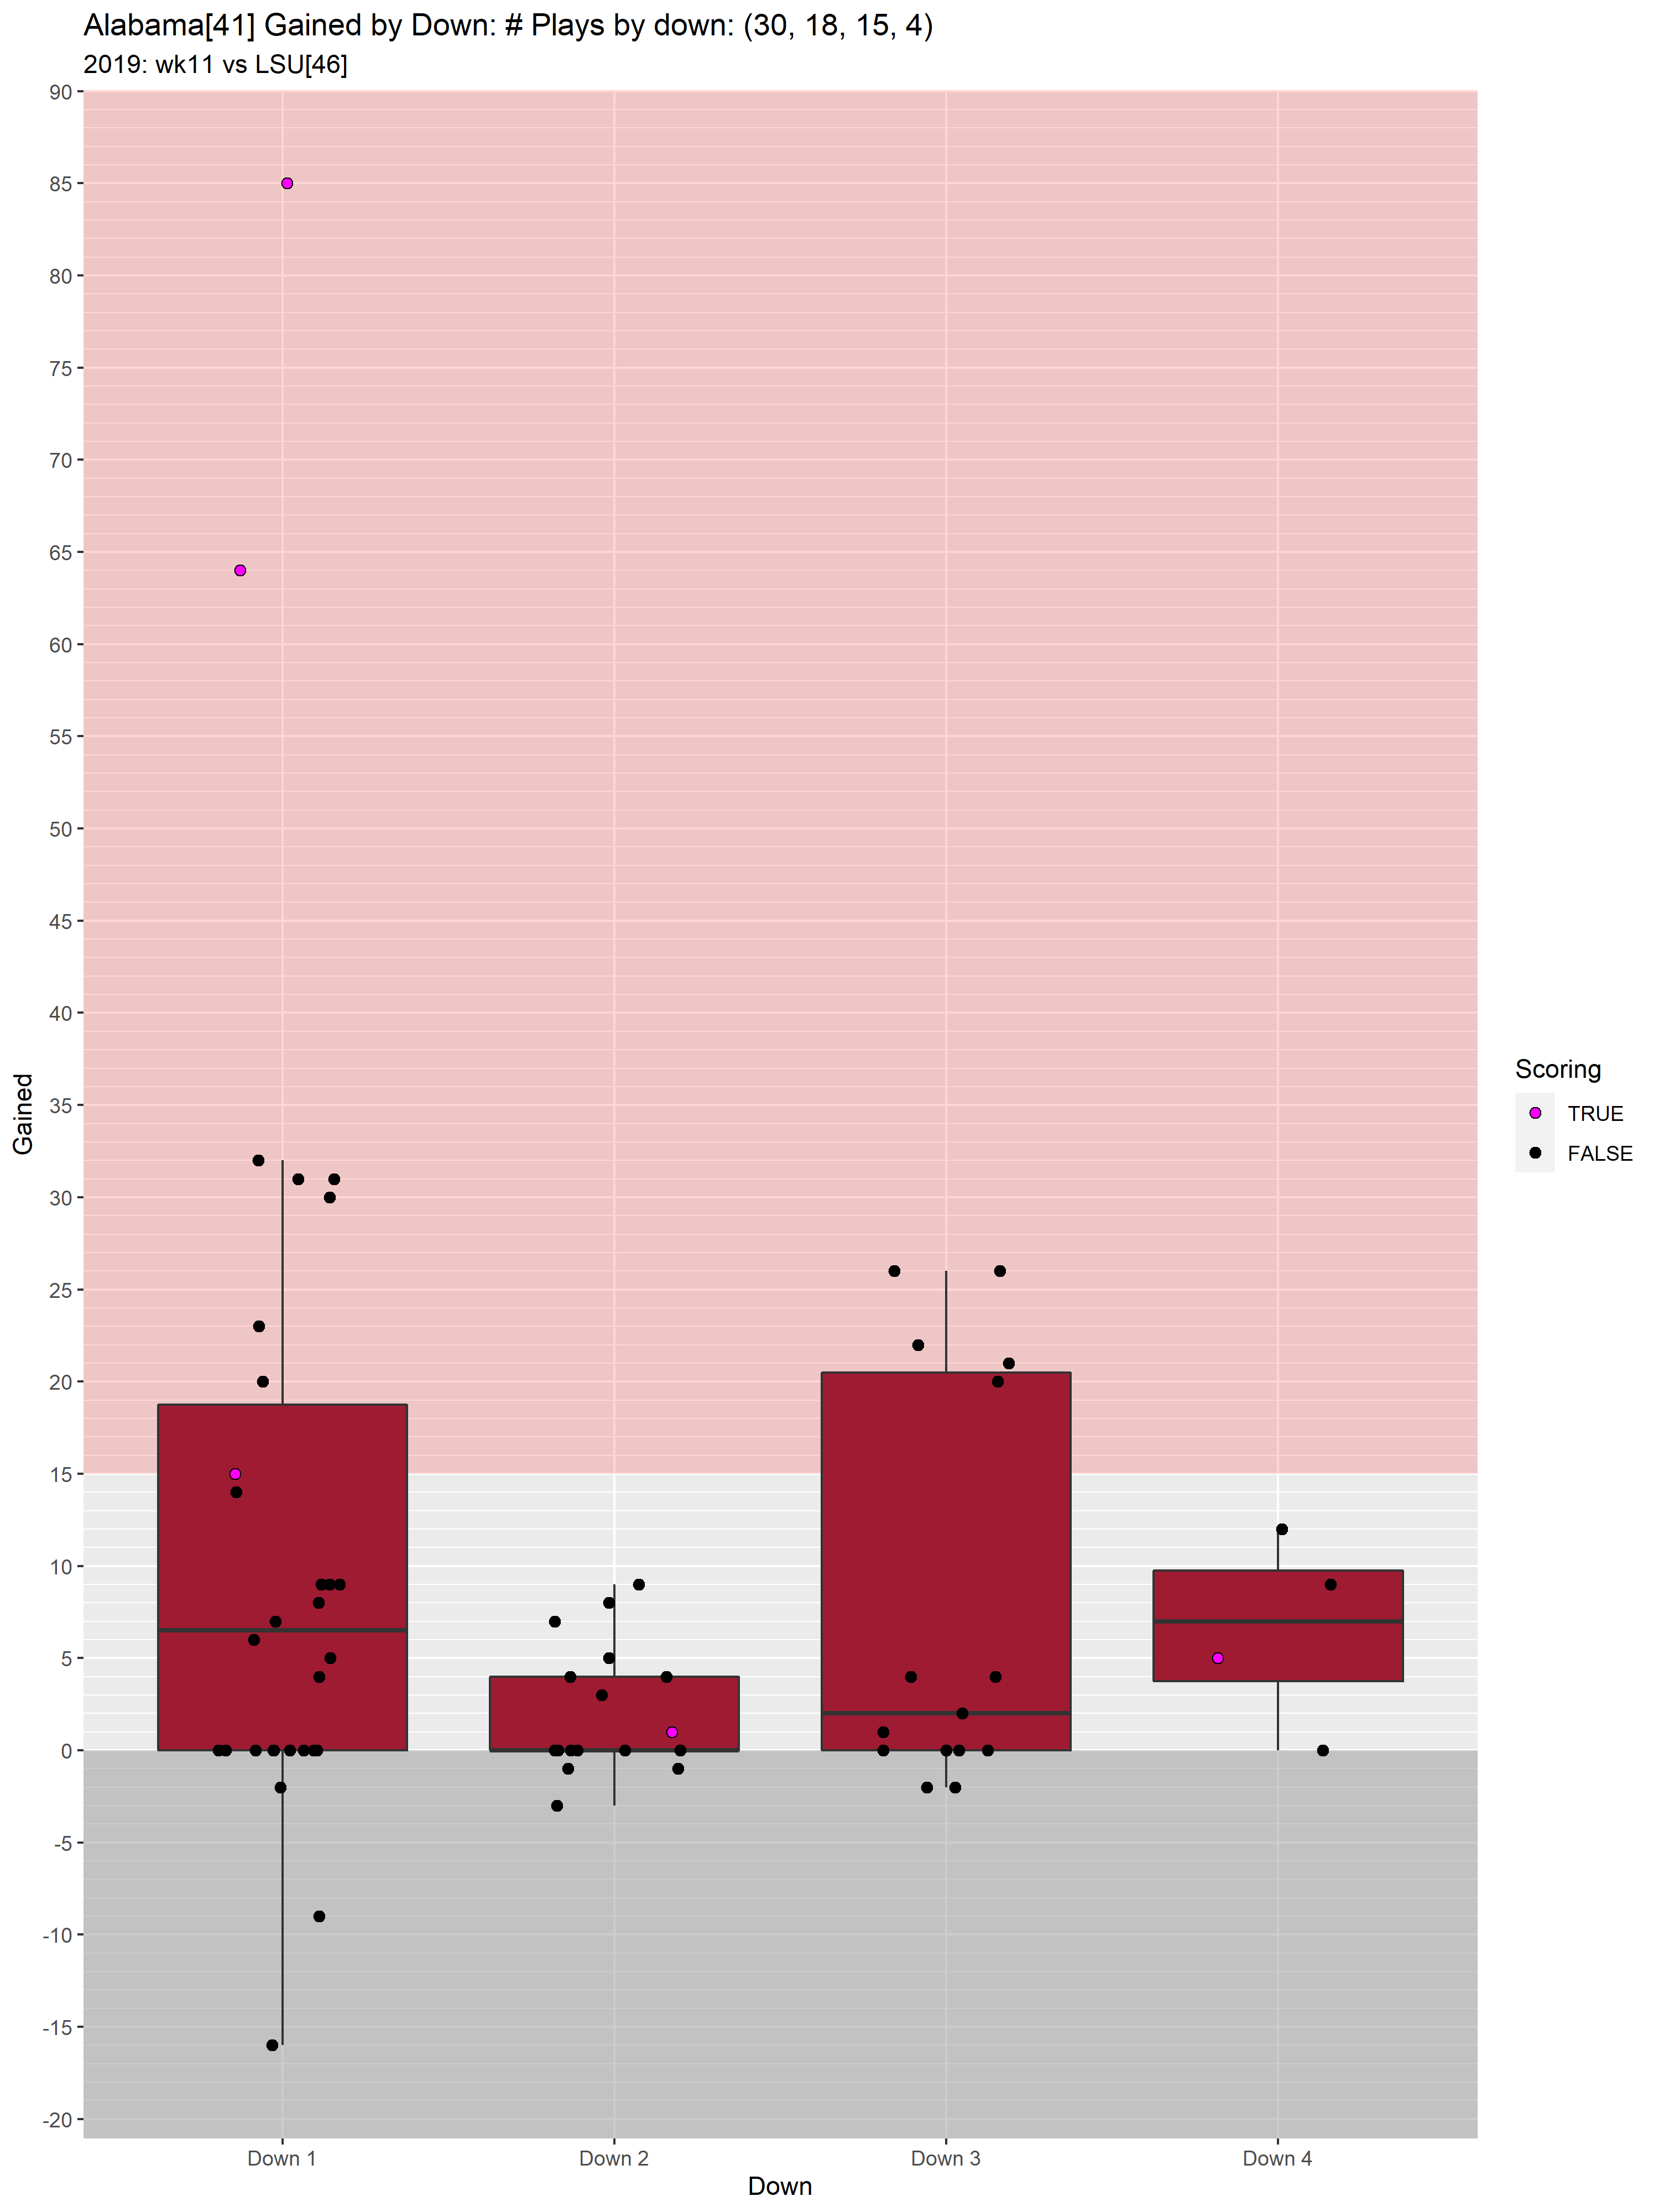 Alabama[41] Gained by Down: # Plays by down: (30, 18, 15, 4)
2019: wk11 vs LSU[46]
90
85
80
75
70
65
60
55
50
45
40
35
30
25
20
15
10
5
0
-5
-10
-15
-20
Gained
Down 1
Down 2
Down 3
Down 4
Down
Scoring
TRUE
FALSE